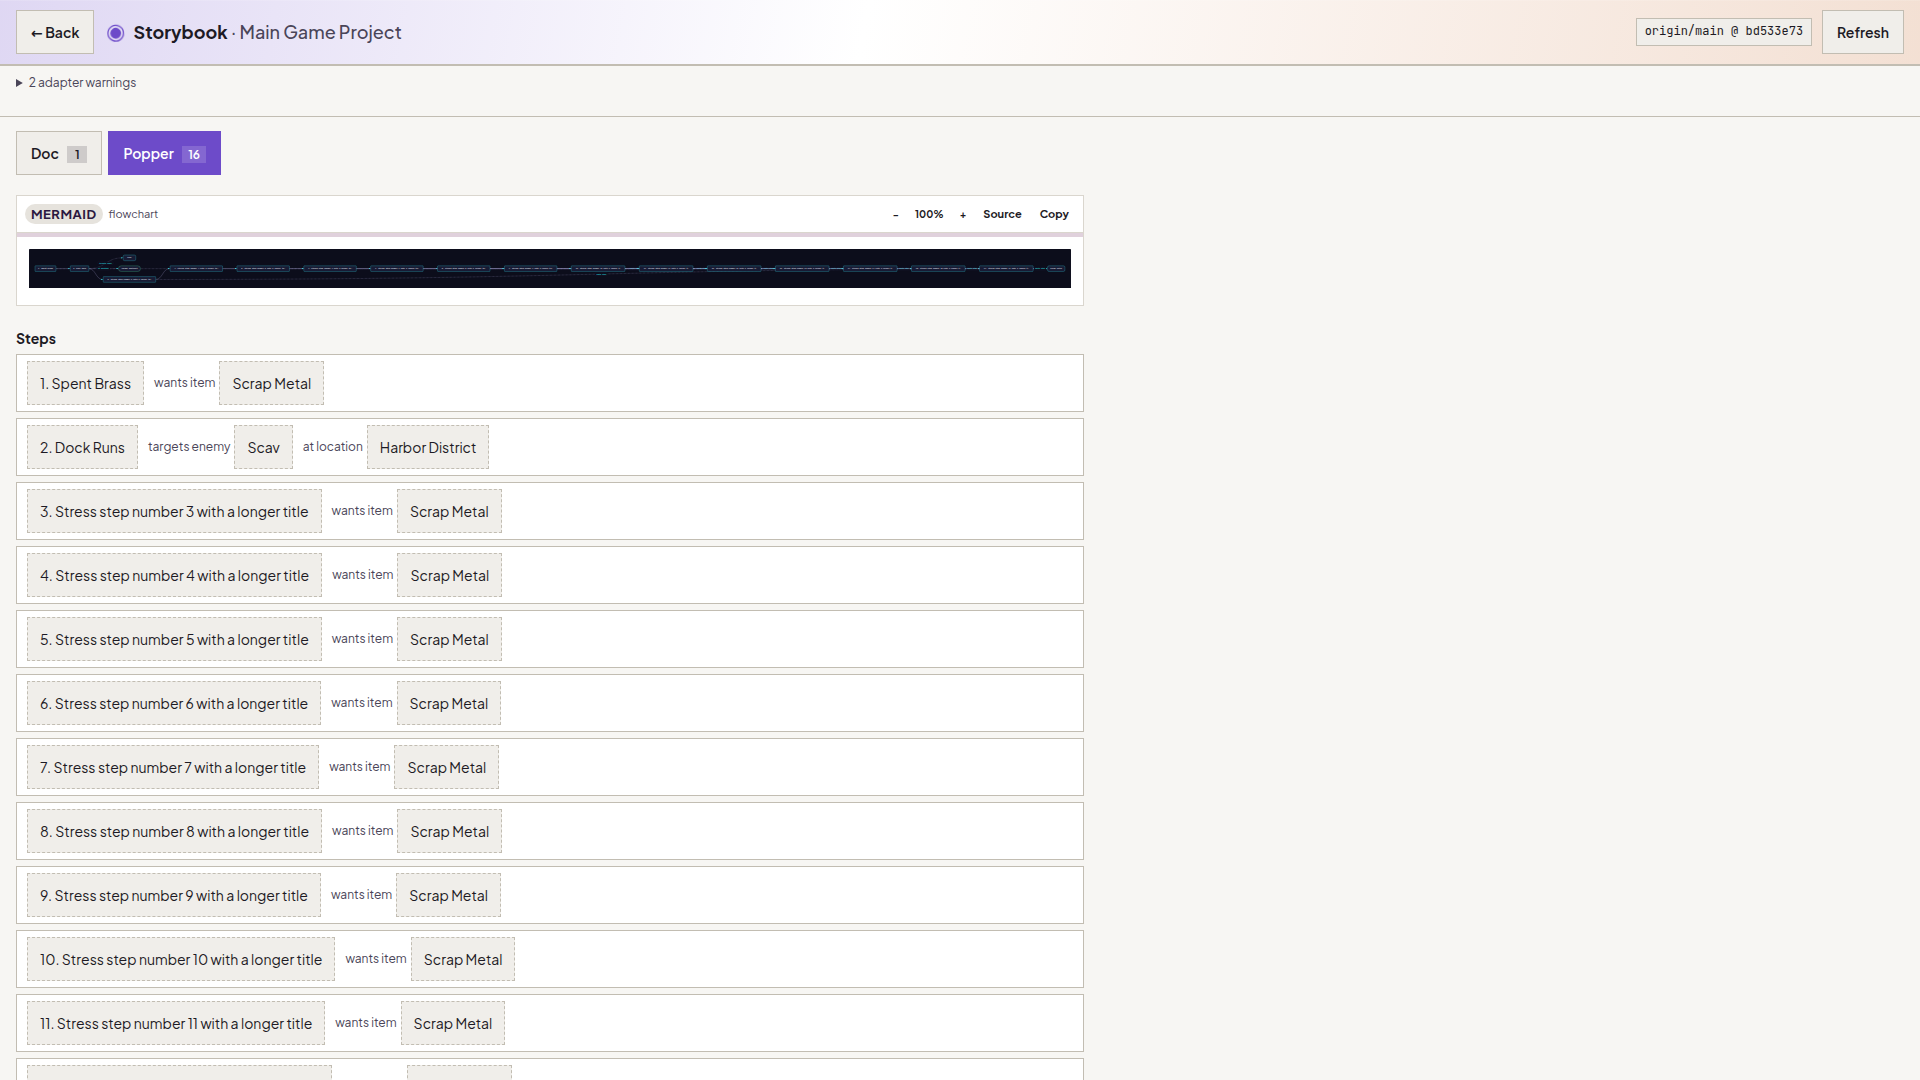 ← Back
Storybook · Main Game Project
origin/main @ bd533e73
Refresh
2 adapter warnings
Doc 1
Popper 16
MERMAID flowchart
- 100% + Source Copy
Steps
1. Spent Brass wants item Scrap Metal
2. Dock Runs targets enemy Scav at location Harbor District
3. Stress step number 3 with a longer title wants item Scrap Metal
4. Stress step number 4 with a longer title wants item Scrap Metal
5. Stress step number 5 with a longer title wants item Scrap Metal
6. Stress step number 6 with a longer title wants item Scrap Metal
7. Stress step number 7 with a longer title wants item Scrap Metal
8. Stress step number 8 with a longer title wants item Scrap Metal
9. Stress step number 9 with a longer title wants item Scrap Metal
10. Stress step number 10 with a longer title wants item Scrap Metal
11. Stress step number 11 with a longer title wants item Scrap Metal